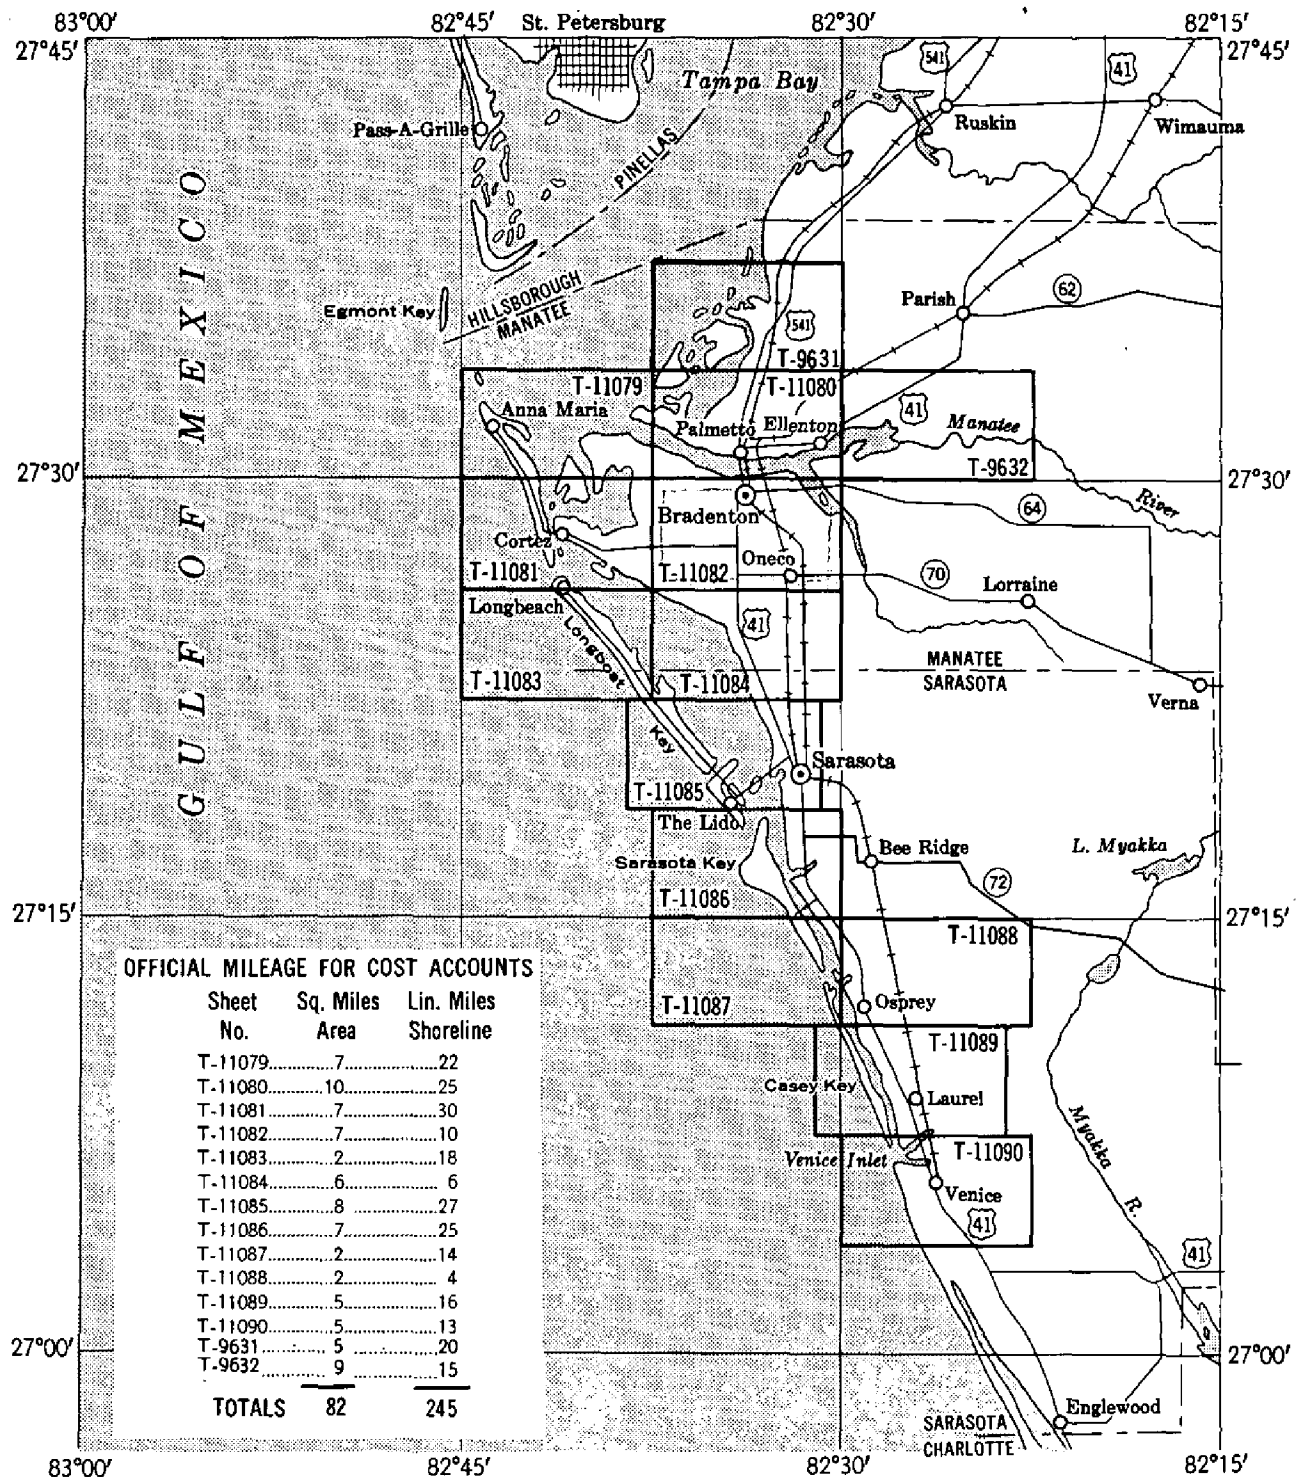 83°00'
82°45'
St. Petersburg
82°30'
82°15'
27°45'
27°45'
Tampa Bay
541
41
Pass-A-Grille
Ruskin
Wimauma
PINELLAS
GULF OF MEXICO
Egmont Key
HILLSBOROUGH
MANATEE
Parish
62
541
T-9631
T-11079
T-11080
Anna Maria
41
Palmetto
Ellenton
Manatee
T-9632
27°30'
27°30'
River
Bradenton
64
Cortez
Oneco
T-11081
T-11082
70
Lorraine
Longbeach
41
Longboat
Key
MANATEE
SARASOTA
T-11083
T-11084
Verna
Sarasota
T-11085
The Lido
Bee Ridge
L. Myakka
Sarasota Key
72
T-11086
27°15'
27°15'
T-11088
T-11087
Osprey
T-11089
Casey Key
Laurel
Myakka
R.
Venice Inlet
T-11090
Venice
41
41
OFFICIAL MILEAGE FOR COST ACCOUNTS
Sheet Sq. Miles Lin. Miles
No. Area Shoreline
T-11079 7 22
T-11080 10 25
T-11081 7 30
T-11082 7 10
T-11083 2 18
T-11084 6 6
T-11085 8 27
T-11086 7 25
T-11087 2 14
T-11088 2 4
T-11089 5 16
T-11090 5 13
T-9631 5 20
T-9632 9 15
TOTALS 82 245
27°00'
27°00'
Englewood
SARASOTA
CHARLOTTE
83°00'
82°45'
82°30'
82°15'